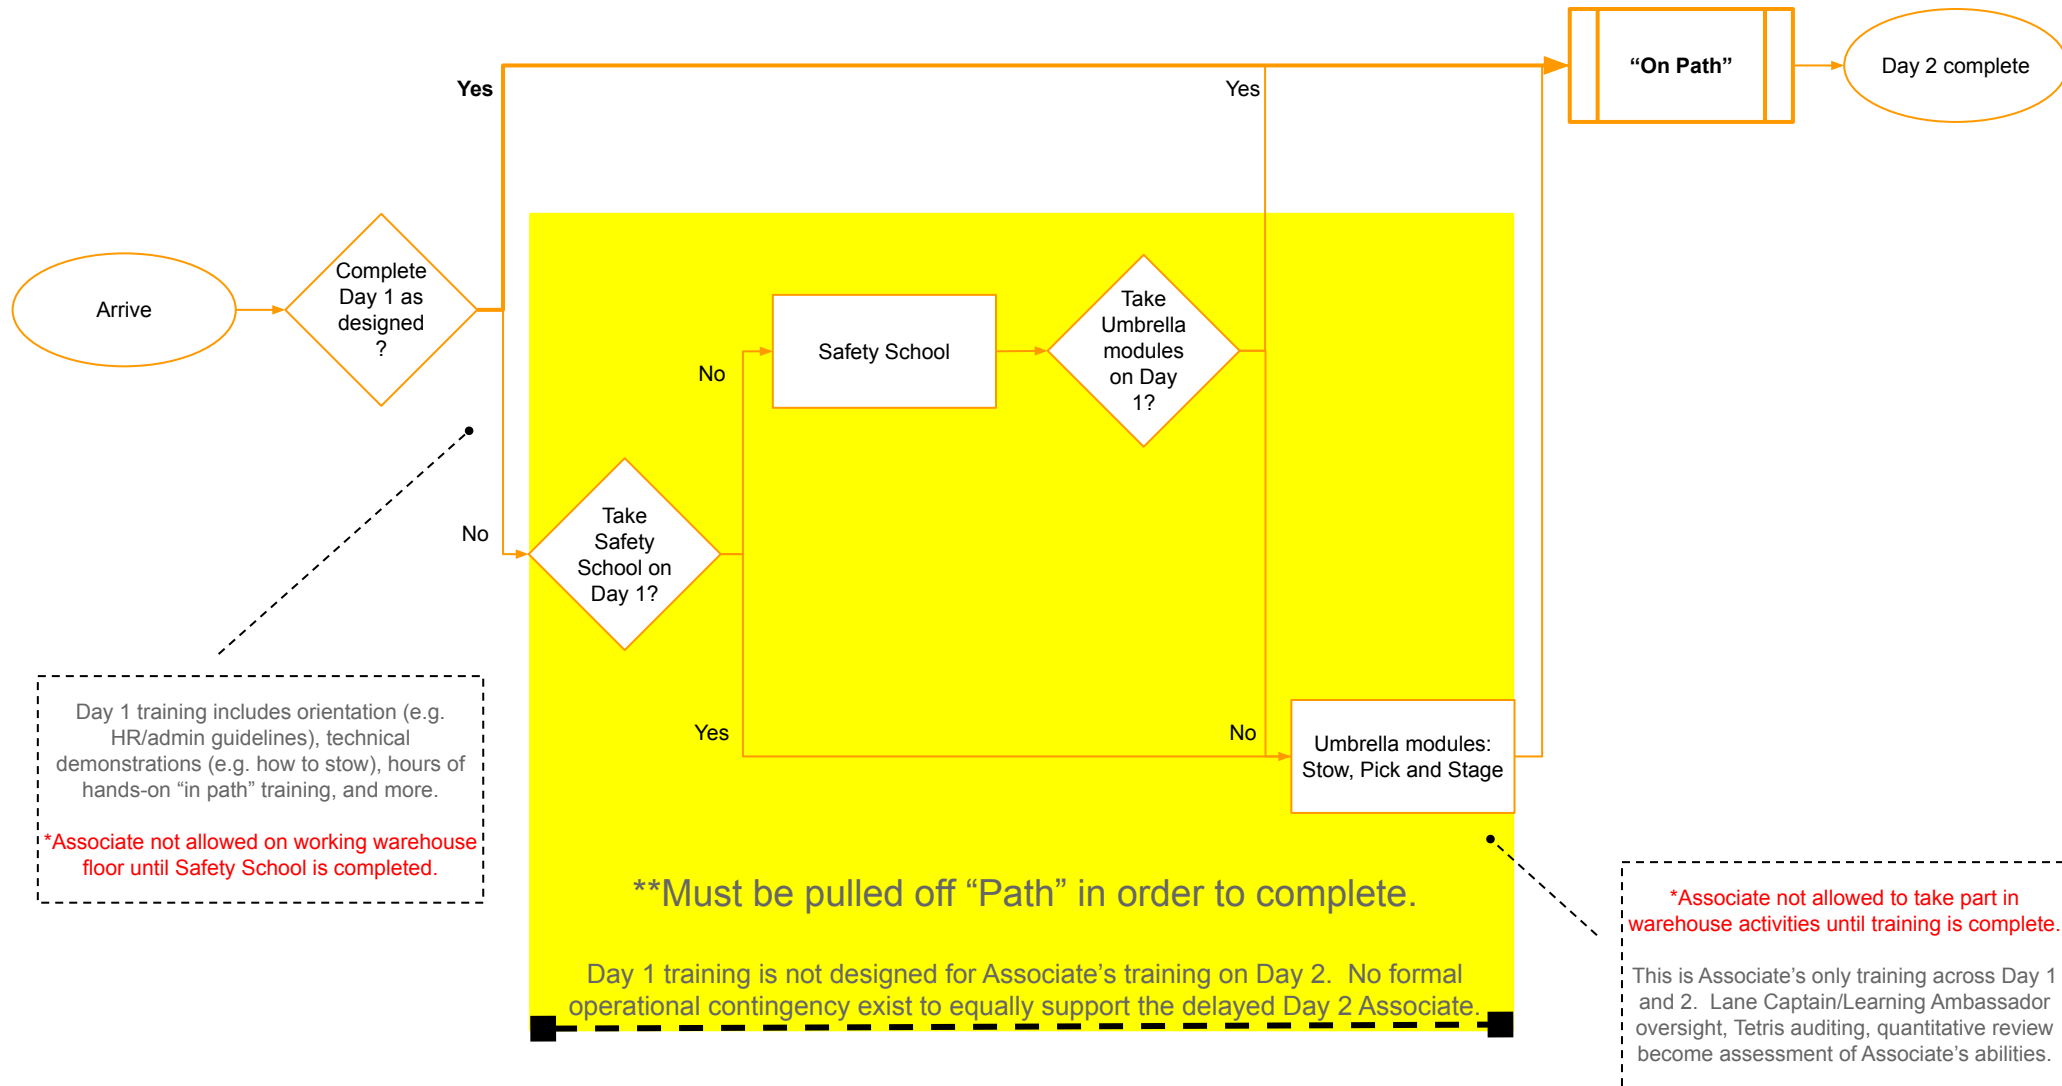 “On Path”
Day 2 complete
Yes
Yes
Arrive
Complete
Day 1 as
designed
?
Safety School
Take
Umbrella
modules
on Day
1?
No
Take
Safety
School on
Day 1?
No
Yes
No
Umbrella modules:
Stow, Pick and Stage
Day 1 training includes orientation (e.g.
HR/admin guidelines), technical
demonstrations (e.g. how to stow), hours of
hands-on “in path” training, and more.
*Associate not allowed on working warehouse
floor until Safety School is completed.
**Must be pulled off “Path” in order to complete.
Day 1 training is not designed for Associate’s training on Day 2.  No formal
operational contingency exist to equally support the delayed Day 2 Associate.
*Associate not allowed to take part in
warehouse activities until training is complete.
This is Associate’s only training across Day 1
and 2.  Lane Captain/Learning Ambassador
oversight, Tetris auditing, quantitative review
become assessment of Associate’s abilities.